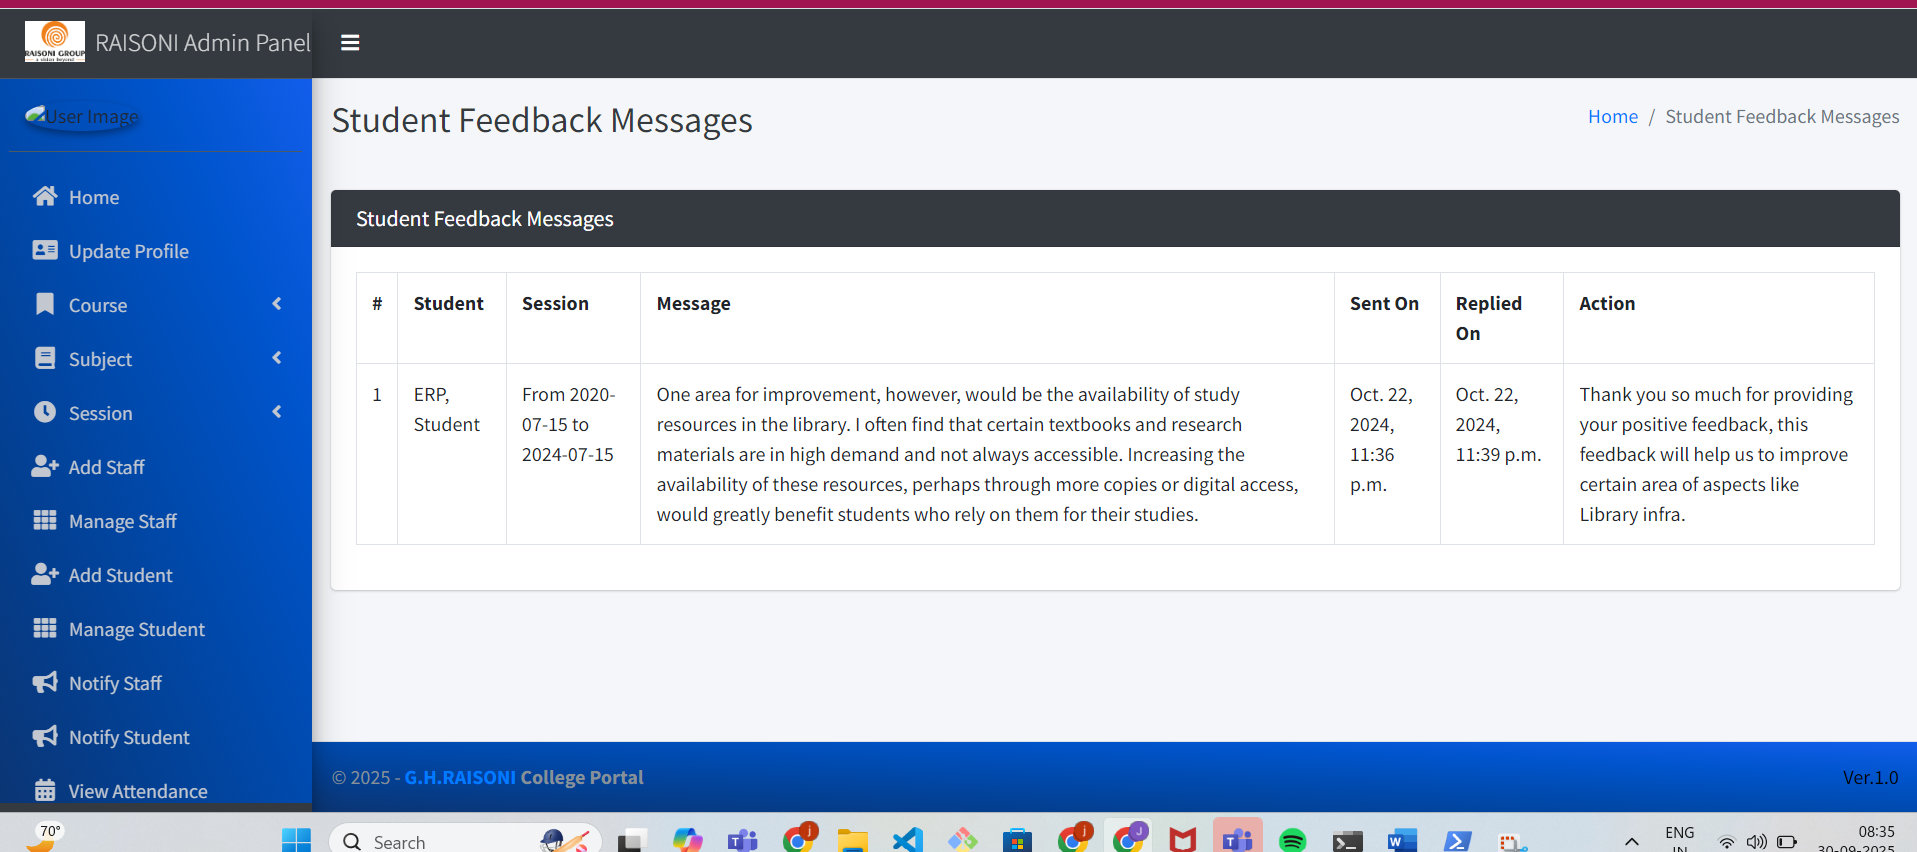 RAISONI GROUP
a vision beyond
RAISONI Admin Panel
User Image
Home
Update Profile
Course
Subject
Session
Add Staff
Manage Staff
Add Student
Manage Student
Notify Staff
Notify Student
View Attendance
Student Feedback Messages
Home / Student Feedback Messages
Student Feedback Messages
# Student Session Message Sent On Replied
On
Action
1
ERP,
Student
From 2020-
07-15 to
2024-07-15
One area for improvement, however, would be the availability of study
resources in the library. I often find that certain textbooks and research
materials are in high demand and not always accessible. Increasing the
availability of these resources, perhaps through more copies or digital access,
would greatly benefit students who rely on them for their studies.
Oct. 22,
2024,
11:36
p.m.
Oct. 22,
2024,
11:39 p.m.
Thank you so much for providing
your positive feedback, this
feedback will help us to improve
certain area of aspects like
Library infra.
© 2025 - G.H.RAISONI College Portal
Ver.1.0
70°
Search
ENG
IN
08:35
30-09-2025